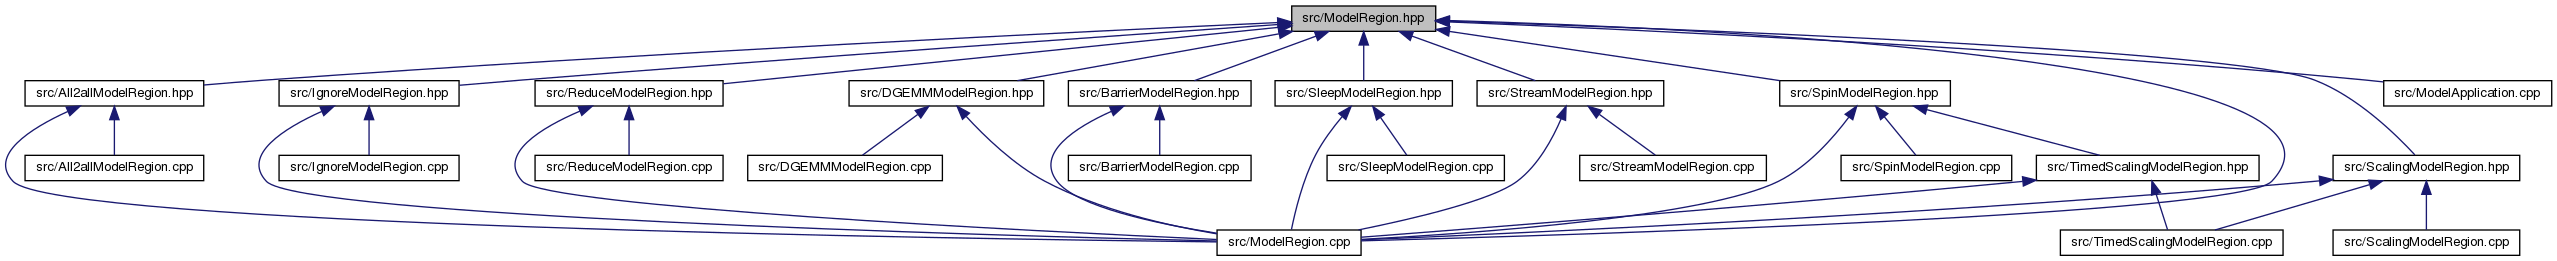 src/ModelRegion.hpp
src/All2allModelRegion.hpp
src/IgnoreModelRegion.hpp
src/ReduceModelRegion.hpp
src/DGEMMModelRegion.hpp
src/BarrierModelRegion.hpp
src/SleepModelRegion.hpp
src/StreamModelRegion.hpp
src/SpinModelRegion.hpp
src/ModelApplication.cpp
src/All2allModelRegion.cpp
src/IgnoreModelRegion.cpp
src/ReduceModelRegion.cpp
src/DGEMMModelRegion.cpp
src/BarrierModelRegion.cpp
src/SleepModelRegion.cpp
src/StreamModelRegion.cpp
src/SpinModelRegion.cpp
src/TimedScalingModelRegion.hpp
src/ScalingModelRegion.hpp
src/ModelRegion.cpp
src/TimedScalingModelRegion.cpp
src/ScalingModelRegion.cpp